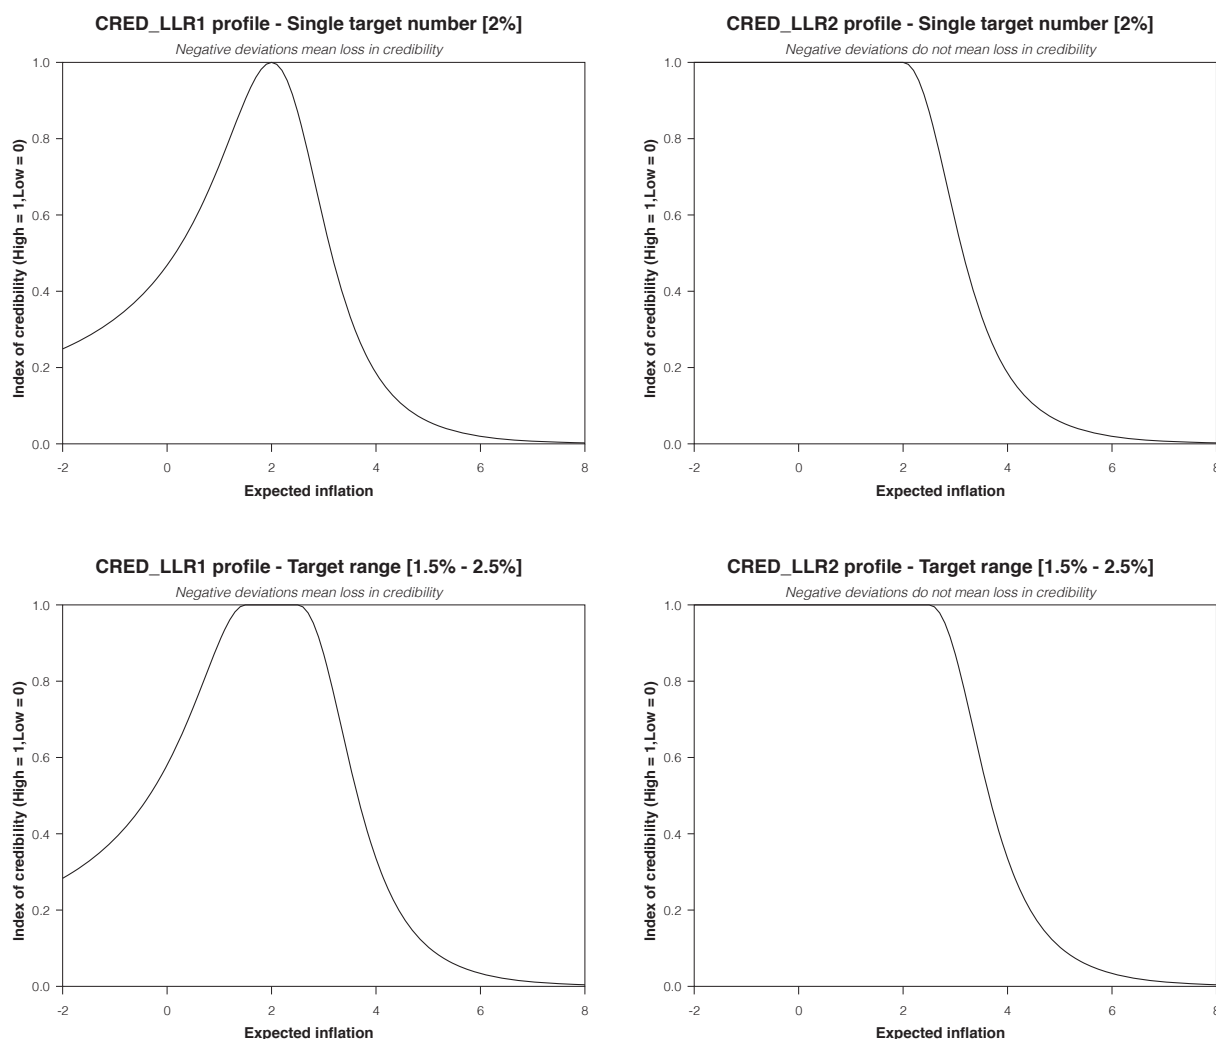 CRED_LLR1 profile - Single target number [2%]
Negative deviations mean loss in credibility
Index of credibility (High = 1,Low = 0)
1.0
0.8
0.6
0.4
0.2
0.0
-2 0 2 4 6 8
Expected inflation
CRED_LLR2 profile - Single target number [2%]
Negative deviations do not mean loss in credibility
Index of credibility (High = 1,Low = 0)
1.0
0.8
0.6
0.4
0.2
0.0
-2 0 2 4 6 8
Expected inflation
CRED_LLR1 profile - Target range [1.5% - 2.5%]
Negative deviations mean loss in credibility
Index of credibility (High = 1,Low = 0)
1.0
0.8
0.6
0.4
0.2
0.0
-2 0 2 4 6 8
Expected inflation
CRED_LLR2 profile - Target range [1.5% - 2.5%]
Negative deviations do not mean loss in credibility
Index of credibility (High = 1,Low = 0)
1.0
0.8
0.6
0.4
0.2
0.0
-2 0 2 4 6 8
Expected inflation